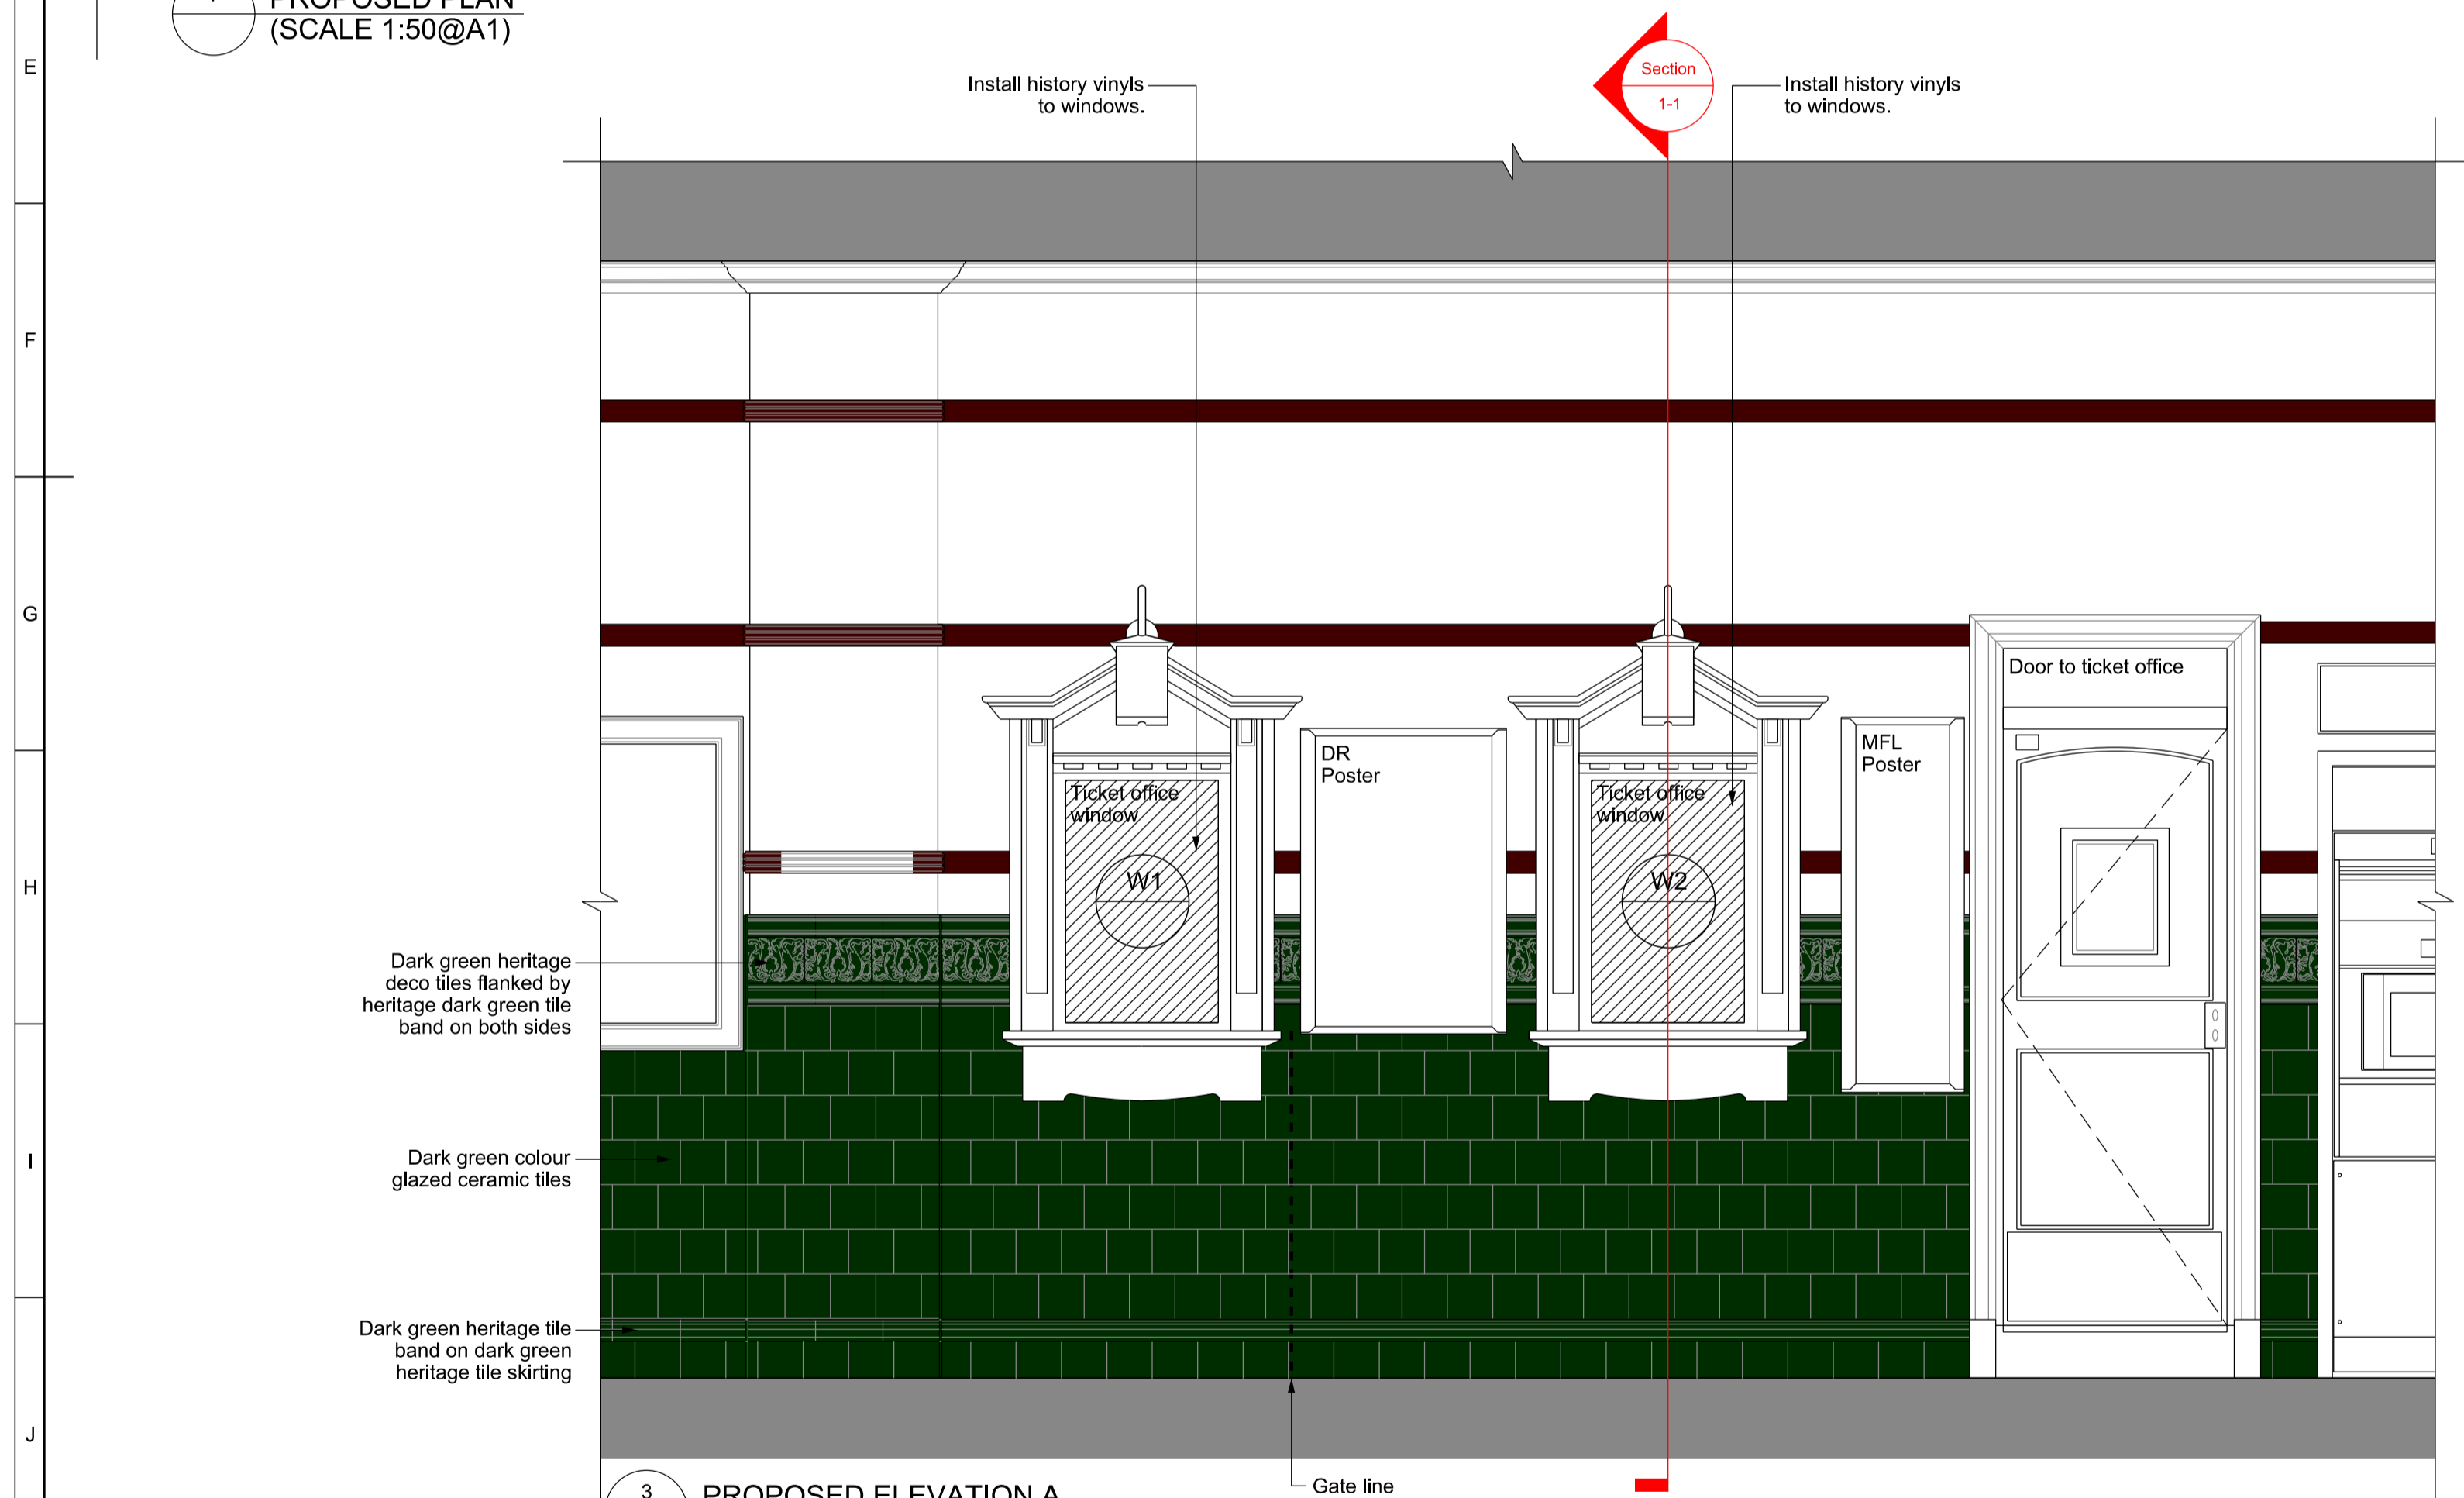 PROPOSED PLAN
(SCALE 1:50@A1)
E
F
G
H
I
J
Install history vinyls
to windows.
Section
1-1
Install history vinyls
to windows.
Door to ticket office
DR
Poster
MFL
Poster
Ticket office
window
W1
Ticket office
window
W2
Dark green heritage
deco tiles flanked by
heritage dark green tile
band on both sides
Dark green colour
glazed ceramic tiles
Dark green heritage tile
band on dark green
heritage tile skirting
Gate line
3
PROPOSED ELEVATION A